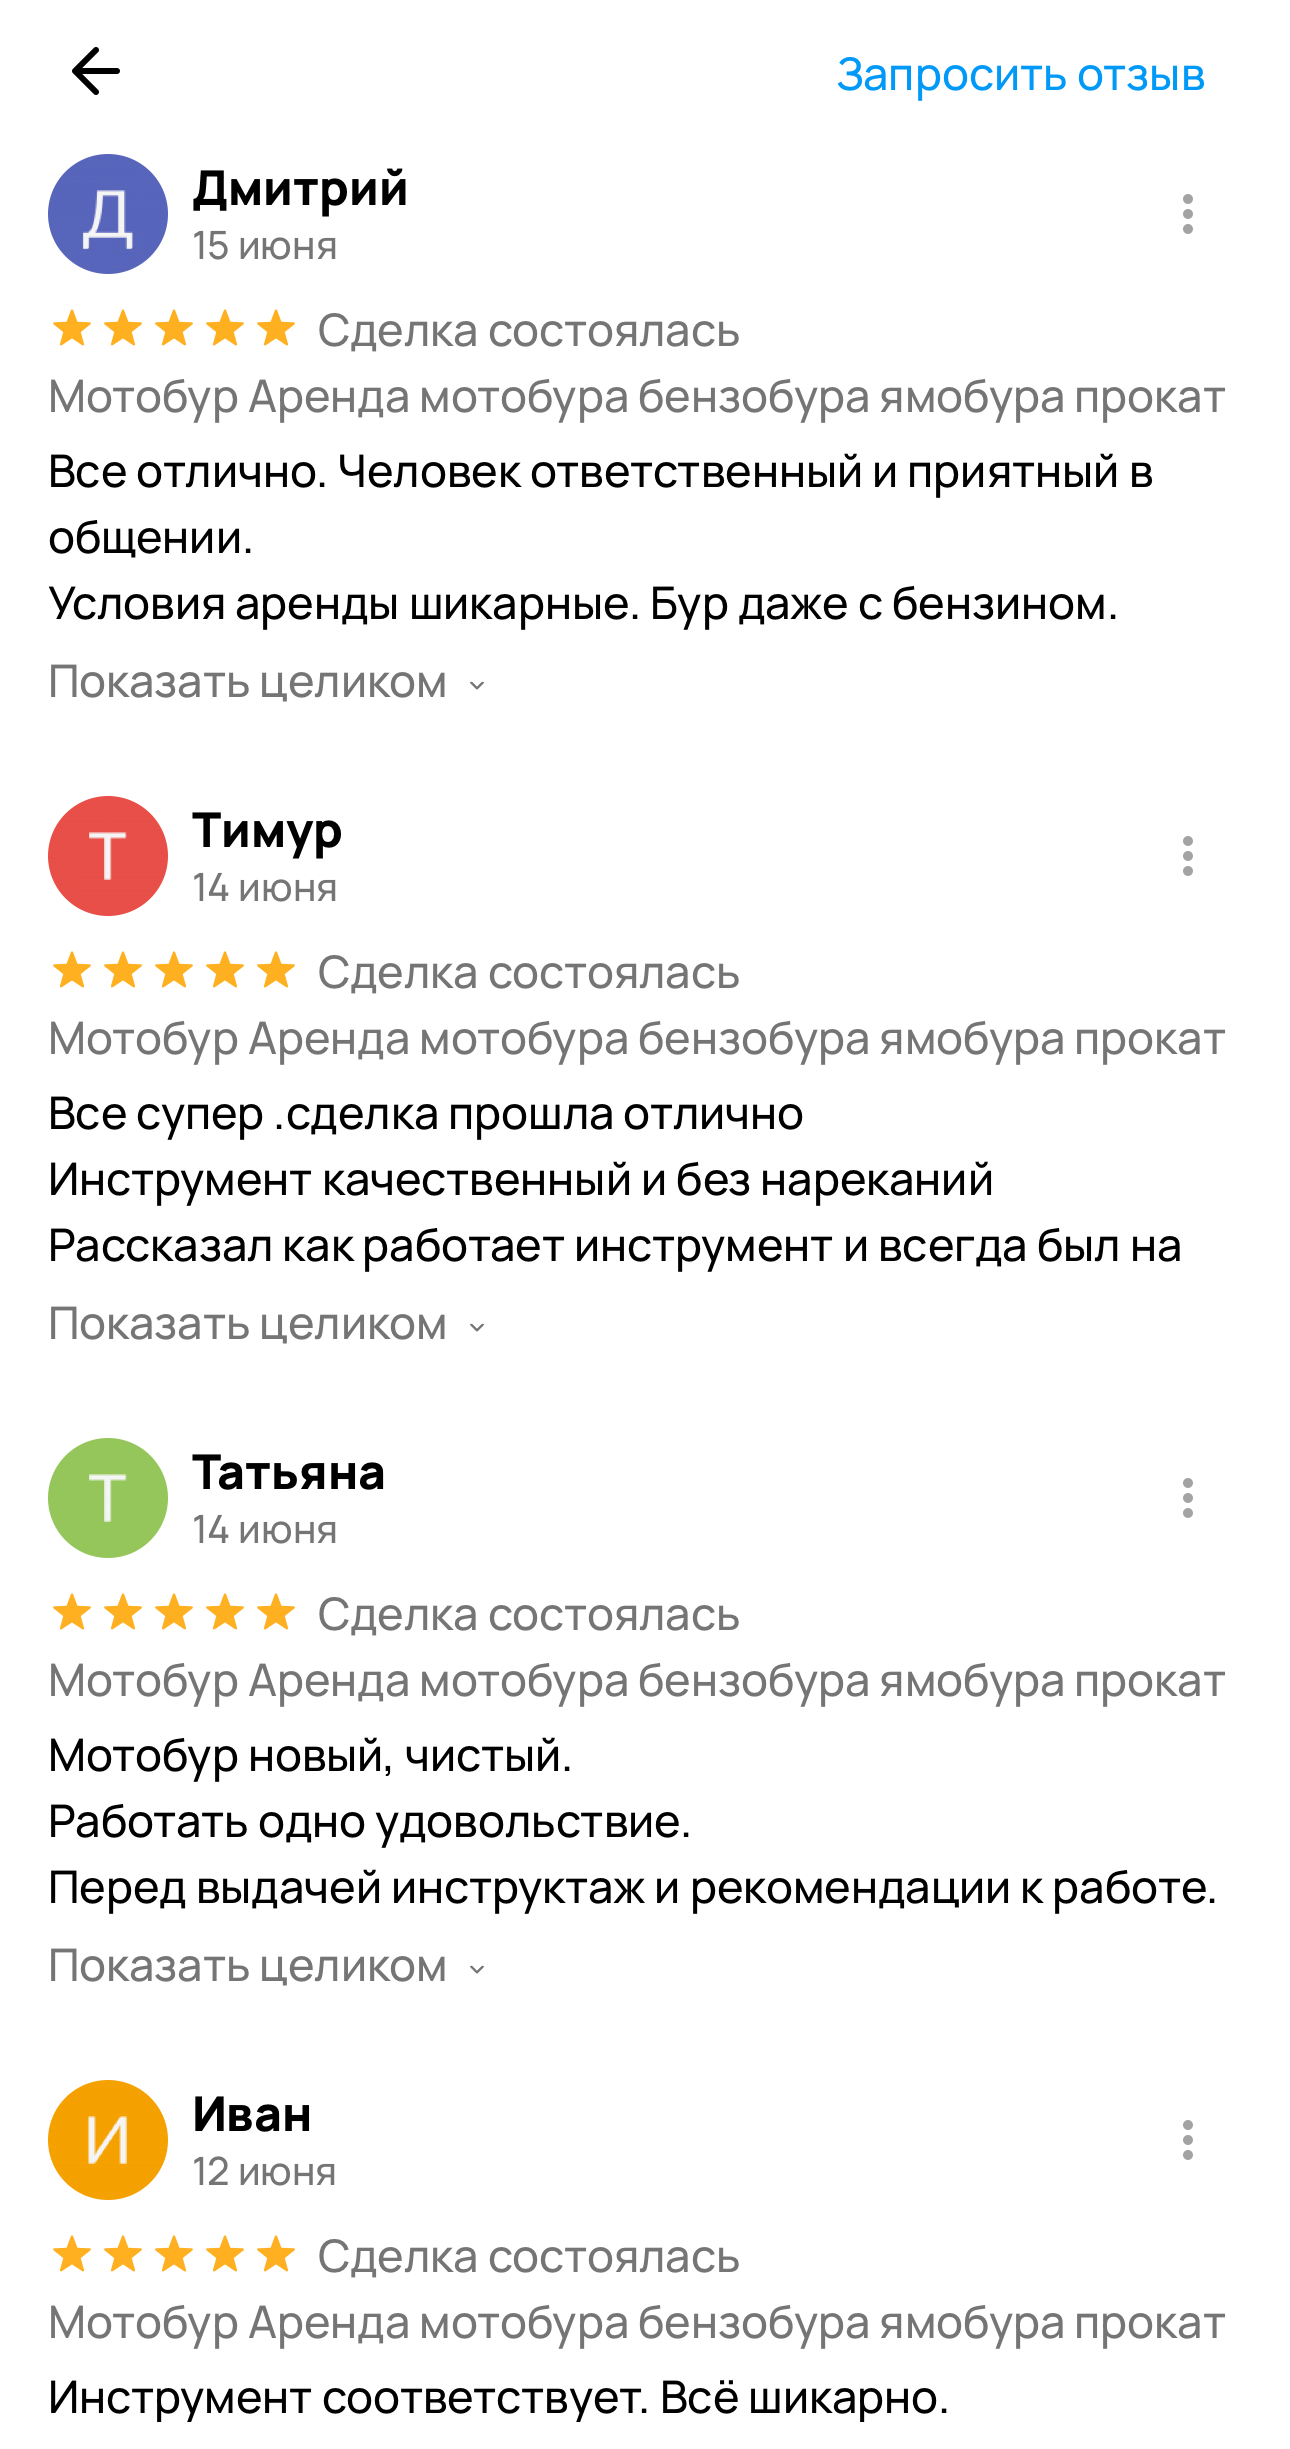 Запросить отзыв
Д
Дмитрий
15 июня
Сделка состоялась
Мотобур Аренда мотобура бензобура ямобура прокат
Все отлично. Человек ответственный и приятный в
общении.
Условия аренды шикарные. Бур даже с бензином.
Показать целиком
Т
Тимур
14 июня
Сделка состоялась
Мотобур Аренда мотобура бензобура ямобура прокат
Все супер .сделка прошла отлично
Инструмент качественный и без нареканий
Рассказал как работает инструмент и всегда был на
Показать целиком
Т
Татьяна
14 июня
Сделка состоялась
Мотобур Аренда мотобура бензобура ямобура прокат
Мотобур новый, чистый.
Работать одно удовольствие.
Перед выдачей инструктаж и рекомендации к работе.
Показать целиком
И
Иван
12 июня
Сделка состоялась
Мотобур Аренда мотобура бензобура ямобура прокат
Инструмент соответствует. Всё шикарно.